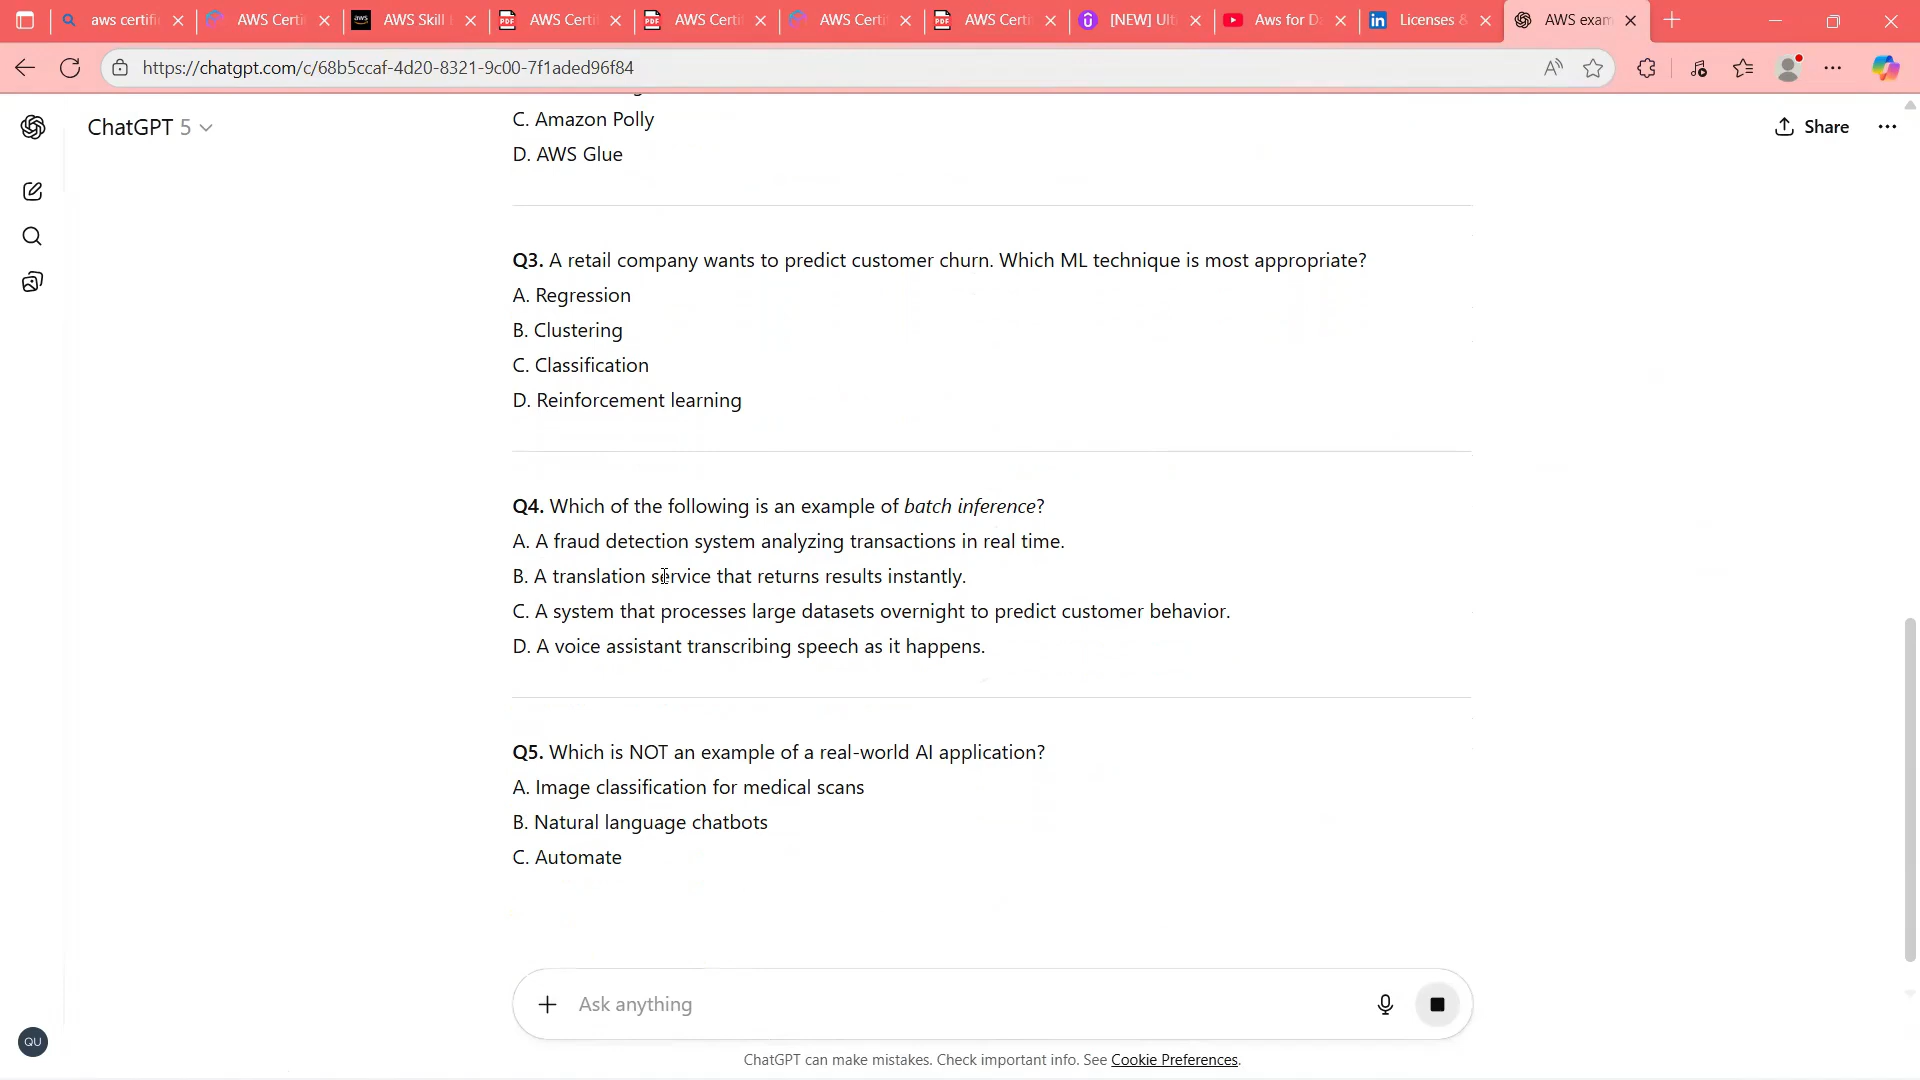 aws certifi
AWS Certi
aws
AWS Skill
PDF
AWS Certi
PDF
AWS Certi
AWS Certi
PDF
AWS Certi
[NEW] Ult
Aws for D
in
Licenses &
AWS exam
https://chatgpt.com/c/68b5ccaf-4d20-8321-9c00-7f1aded96f84
ChatGPT 5
Share
C. Amazon Polly
D. AWS Glue
Q3. A retail company wants to predict customer churn. Which ML technique is most appropriate?
A. Regression
B. Clustering
C. Classification
D. Reinforcement learning
Q4. Which of the following is an example of batch inference?
A. A fraud detection system analyzing transactions in real time.
B. A translation service that returns results instantly.
C. A system that processes large datasets overnight to predict customer behavior.
D. A voice assistant transcribing speech as it happens.
Q5. Which is NOT an example of a real-world AI application?
A. Image classification for medical scans
B. Natural language chatbots
C. Automate
Ask anything
QU
ChatGPT can make mistakes. Check important info. See Cookie Preferences.